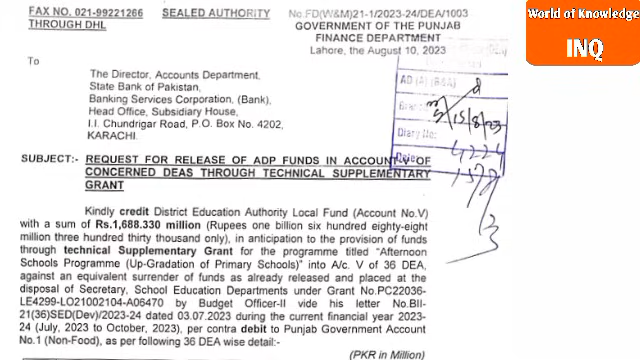 FAX NO. 021-99221266 SEALED AUTHORITY No.FD(W&M)21-1/2023-24/DEA/1003
THROUGH DHL GOVERNMENT OF THE PUNJAB
FINANCE DEPARTMENT
Lahore, the August 10, 2023
World of Knowledge
INQ
To
The Director, Accounts Department,
State Bank of Pakistan,
Banking Services Corporation, (Bank),
Head Office, Subsidiary House,
I.I. Chundrigar Road, P.O. Box No. 4202,
KARACHI.
AD (A) (B&A)
15/8/23
Diary No:
4224
Date:
SUBJECT:- REQUEST FOR RELEASE OF ADP FUNDS IN ACCOUNT V OF
CONCERNED DEAS THROUGH TECHNICAL SUPPLEMENTARY
GRANT
Kindly credit District Education Authority Local Fund (Account No.V)
with a sum of Rs.1,688.330 million (Rupees one billion six hundred eighty-eight
million three hundred thirty thousand only), in anticipation to the provision of funds
through technical Supplementary Grant for the programme titled "Afternoon
Schools Programme (Up-Gradation of Primary Schools)" into A/c. V of 36 DEA,
against an equivalent surrender of funds as already released and placed at the
disposal of Secretary, School Education Departments under Grant No.PC22036-
LE4299-LO21002104-A06470 by Budget Officer-II vide his letter No.BII-
21(36)SED(Dev)/2023-24 dated 03.07.2023 during the current financial year 2023-
24 (July, 2023 to October, 2023), per contra debit to Punjab Government Account
No.1 (Non-Food), as per following 36 DEA wise detail:-
(PKR in Million)